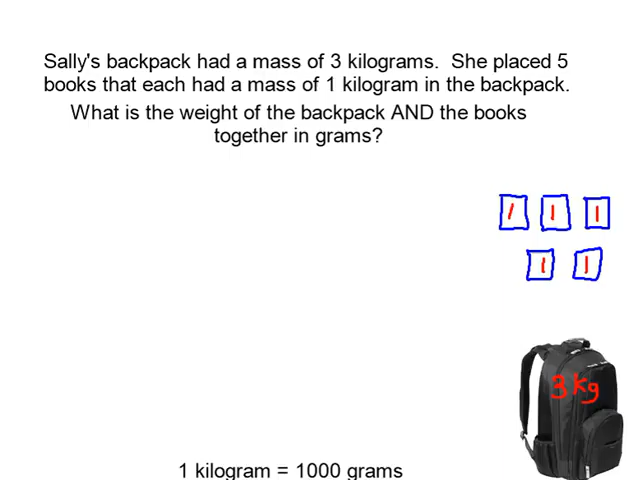 Sally's backpack had a mass of 3 kilograms.  She placed 5
books that each had a mass of 1 kilogram in the backpack.
What is the weight of the backpack AND the books
together in grams?
1 1 1
1 1
3 kg
1 kilogram = 1000 grams